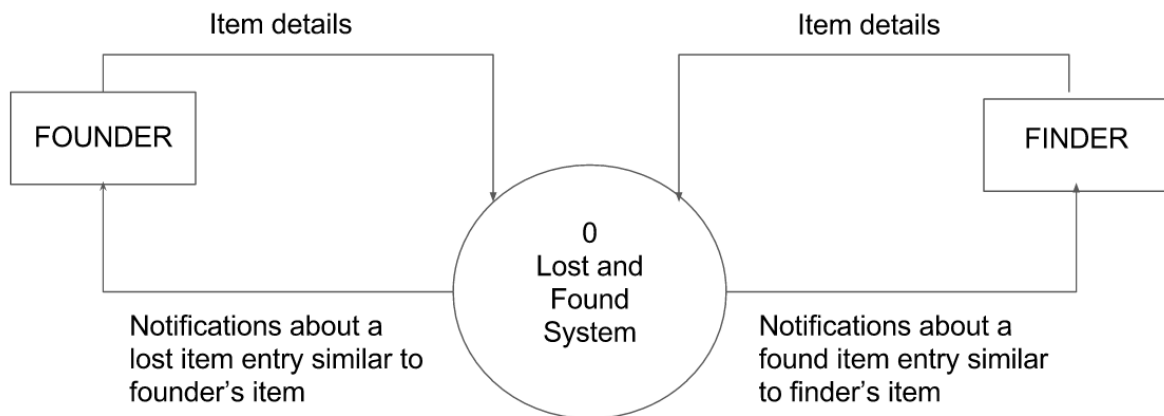 Item details
Item details
FOUNDER
FINDER
0
Lost and
Found
System
Notifications about a
lost item entry similar to
founder's item
Notifications about a
found item entry similar
to finder's item